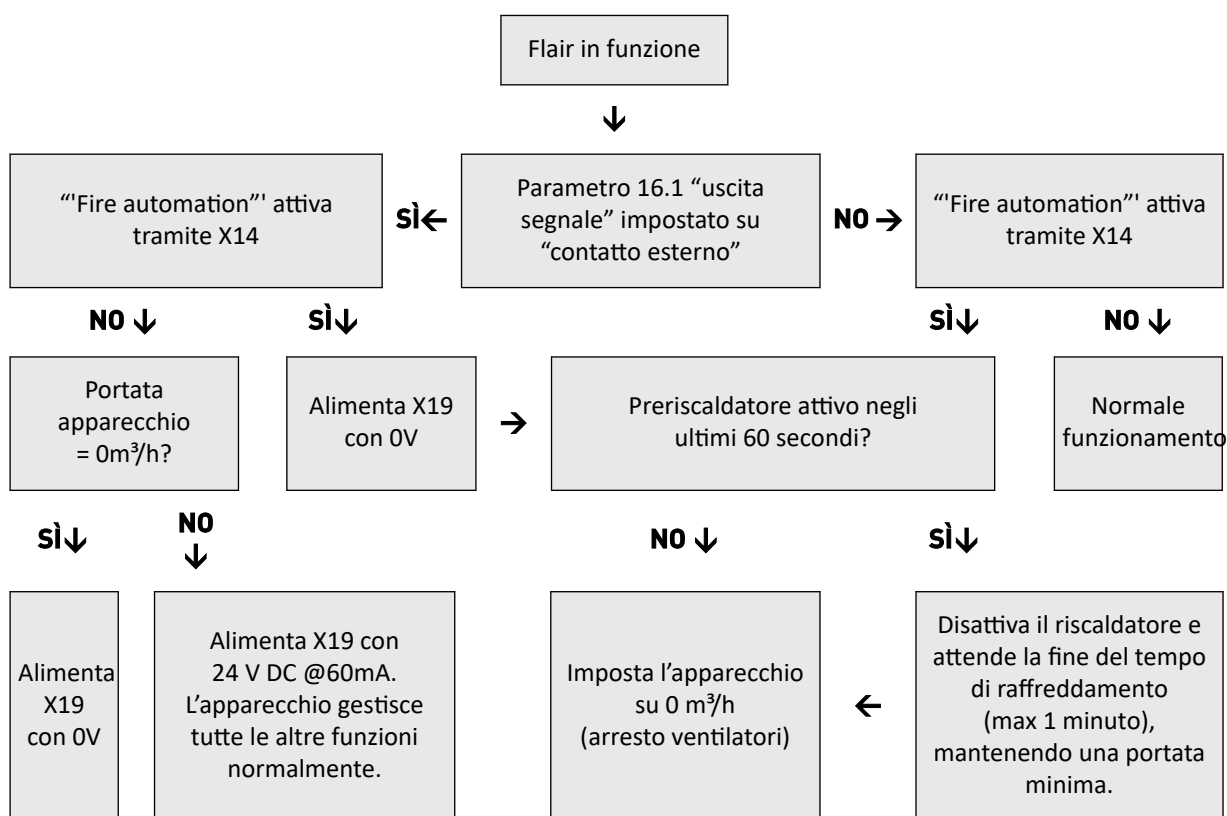 Flair in funzione
↓
“'Fire automation”' attiva
tramite X14
SÌ←
Parametro 16.1 “uscita
segnale” impostato su
“contatto esterno”
NO →
“'Fire automation”' attiva
tramite X14
NO ↓
SÌ↓
SÌ↓
NO ↓
Portata
apparecchio
= 0m³/h?
Alimenta X19
con 0V
→
Preriscaldatore attivo negli
ultimi 60 secondi?
Normale
funzionamento
SÌ↓
NO
↓
NO ↓
SÌ↓
Alimenta
X19
con 0V
Alimenta X19 con
24 V DC @60mA.
L’apparecchio gestisce
tutte le altre funzioni
normalmente.
Imposta l’apparecchio
su 0 m³/h
(arresto ventilatori)
←
Disattiva il riscaldatore e
attende la fine del tempo
di raffreddamento
(max 1 minuto),
mantenendo una portata
minima.